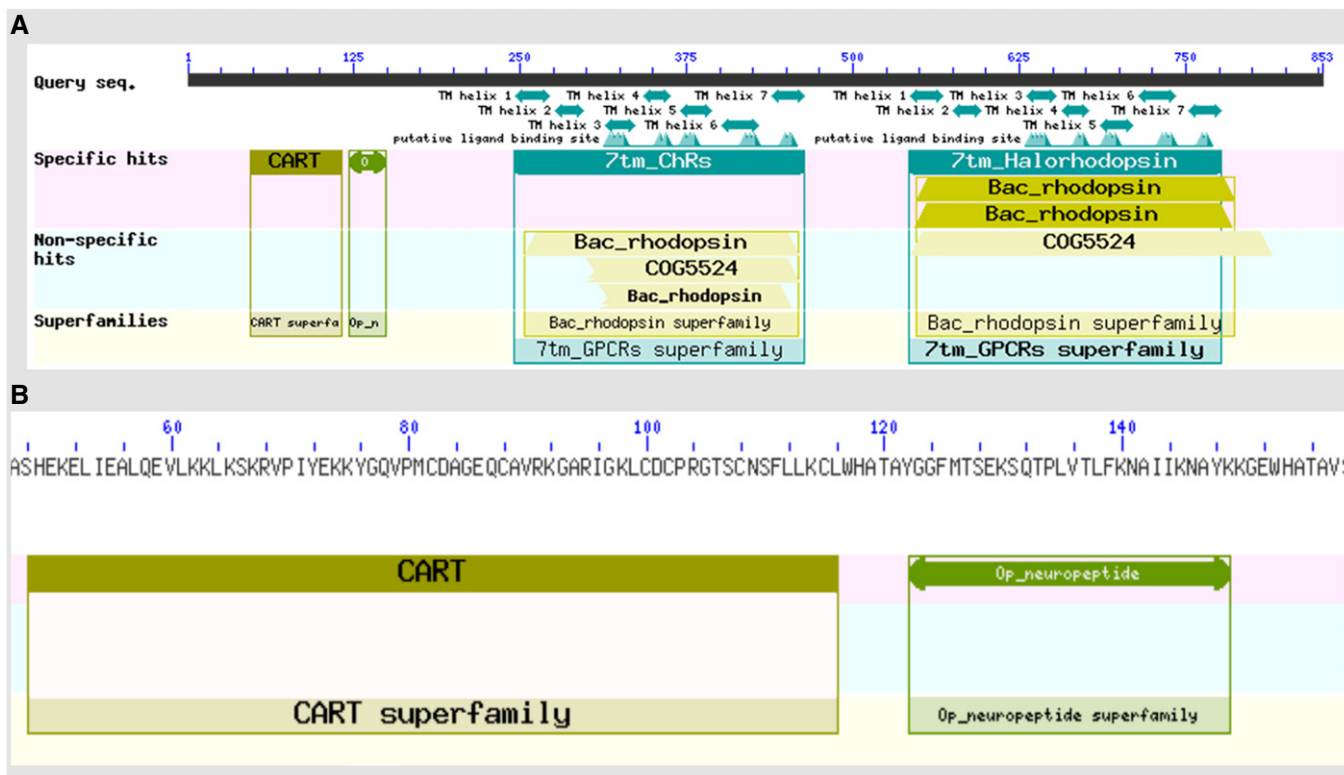 A
1 125 250 375 500 625 750 853
Query seq.
TM helix 1 TM helix 4 TM helix 7 TM helix 1 TM helix 3 TM helix 6
TM helix 2 TM helix 5 TM helix 2 TM helix 4 TM helix 7
TM helix 3 TM helix 6 TM helix 5
putative ligand binding site putative ligand binding site
Specific hits CART O 7tm_ChRs 7tm_Halorhodopsin
Bac_rhodopsin
Bac_rhodopsin
Non-specific
hits
Bac_rhodopsin COG5524
COG5524
Bac_rhodopsin
Superfamilies CART superfa Op_n Bac_rhodopsin superfamily Bac_rhodopsin superfamily
7tm_GPCRs superfamily 7tm_GPCRs superfamily
B
60 80 100 120 140
ASHEKELIEALQEVLKKLKSKRVPIYEKKYGQVPMCDAGEQCAVRKGARIGKLCDCPRGTSCNSFLLKCLWHATAYGGFMTSEKSQTPLVTLFKNAIIKNAYKKGEWHATAV
CART Op_neuropeptide
CART superfamily Op_neuropeptide superfamily